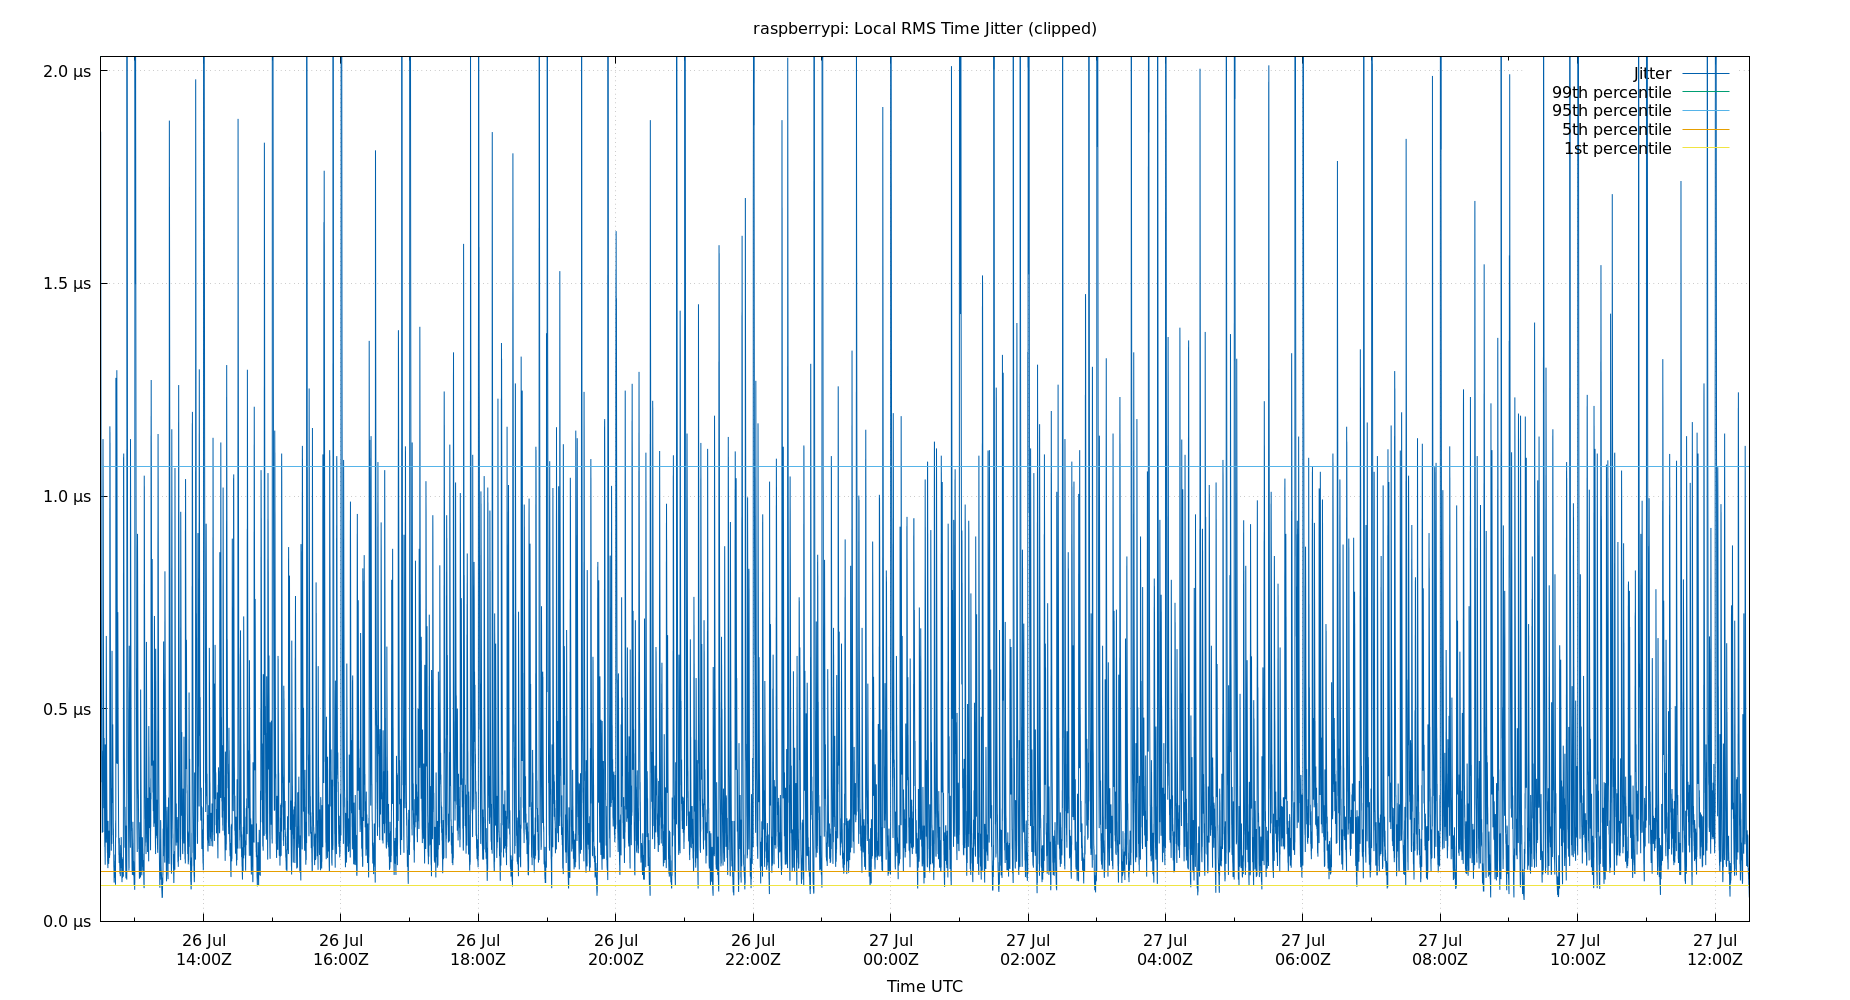 raspberrypi: Local RMS Time Jitter (clipped)
2.0 µs
1.5 µs
1.0 µs
0.5 µs
0.0 µs
Jitter
99th percentile
95th percentile
5th percentile
1st percentile
26 Jul 26 Jul 26 Jul 26 Jul 26 Jul 27 Jul 27 Jul 27 Jul 27 Jul 27 Jul 27 Jul 27 Jul
14:00Z 16:00Z 18:00Z 20:00Z 22:00Z 00:00Z 02:00Z 04:00Z 06:00Z 08:00Z 10:00Z 12:00Z
Time UTC